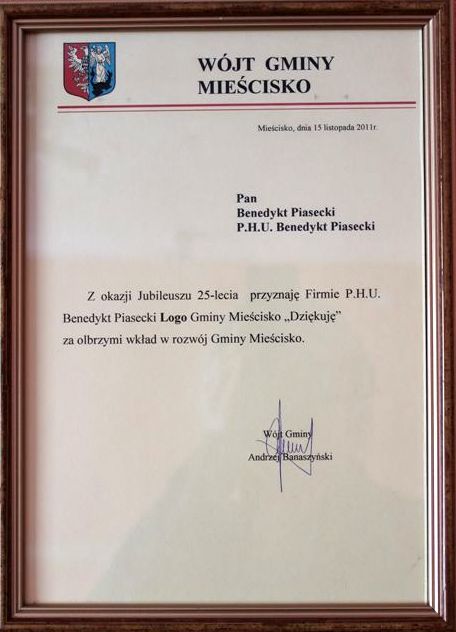 WÓJT GMINY
MIEŚCISKO
Mieścisko, dnia 15 listopada 2011r.
Pan
Benedykt Piasecki
P.H.U. Benedykt Piasecki
Z okazji Jubileuszu 25-lecia przyznaję Firmie P.H.U.
Benedykt Piasecki Logo Gminy Mieścisko „Dziękuję”
za olbrzymi wkład w rozwój Gminy Mieścisko.
Wójt Gminy
Andrzej Banaszyński